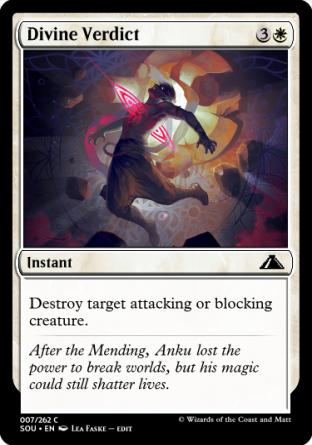 Divine Verdict 3
Instant
Destroy target attacking or blocking
creature.
After the Mending, Anku lost the
power to break worlds, but his magic
could still shatter lives.
007/262 C
SOU • EN Lea Faske — EDIT
© Wizards of the Coast and Matt